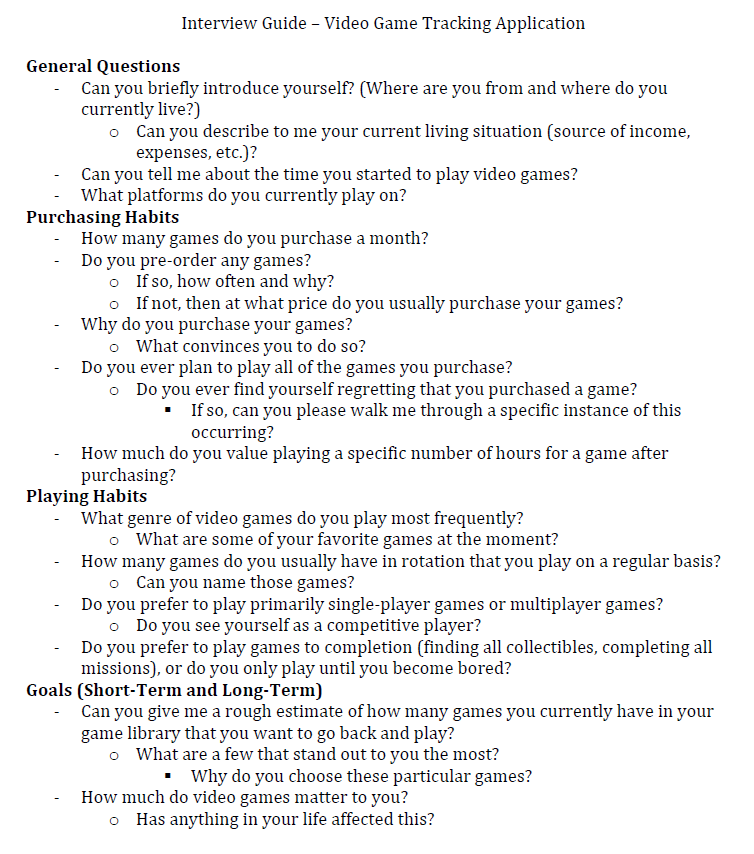 Interview Guide – Video Game Tracking Application
General Questions
- Can you briefly introduce yourself? (Where are you from and where do you
currently live?)
o Can you describe to me your current living situation (source of income,
expenses, etc.)?
- Can you tell me about the time you started to play video games?
- What platforms do you currently play on?
Purchasing Habits
- How many games do you purchase a month?
- Do you pre-order any games?
o If so, how often and why?
o If not, then at what price do you usually purchase your games?
- Why do you purchase your games?
o What convinces you to do so?
- Do you ever plan to play all of the games you purchase?
o Do you ever find yourself regretting that you purchased a game?
▪ If so, can you please walk me through a specific instance of this
occurring?
- How much do you value playing a specific number of hours for a game after
purchasing?
Playing Habits
- What genre of video games do you play most frequently?
o What are some of your favorite games at the moment?
- How many games do you usually have in rotation that you play on a regular basis?
o Can you name those games?
- Do you prefer to play primarily single-player games or multiplayer games?
o Do you see yourself as a competitive player?
- Do you prefer to play games to completion (finding all collectibles, completing all
missions), or do you only play until you become bored?
Goals (Short-Term and Long-Term)
- Can you give me a rough estimate of how many games you currently have in your
game library that you want to go back and play?
o What are a few that stand out to you the most?
▪ Why do you choose these particular games?
- How much do video games matter to you?
o Has anything in your life affected this?